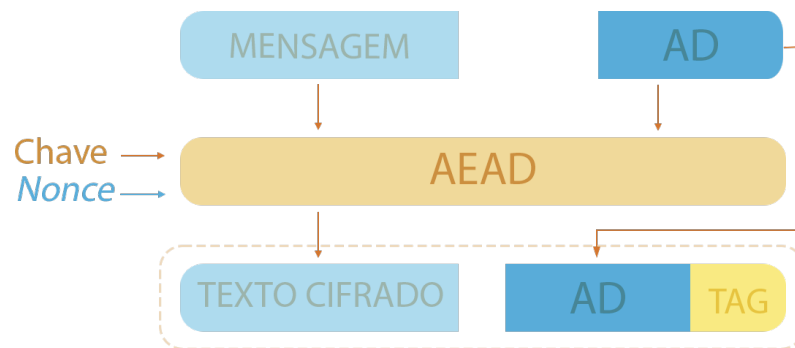 MENSAGEM
AD
Chave
Nonce
AEAD
TEXTO CIFRADO
AD
TAG